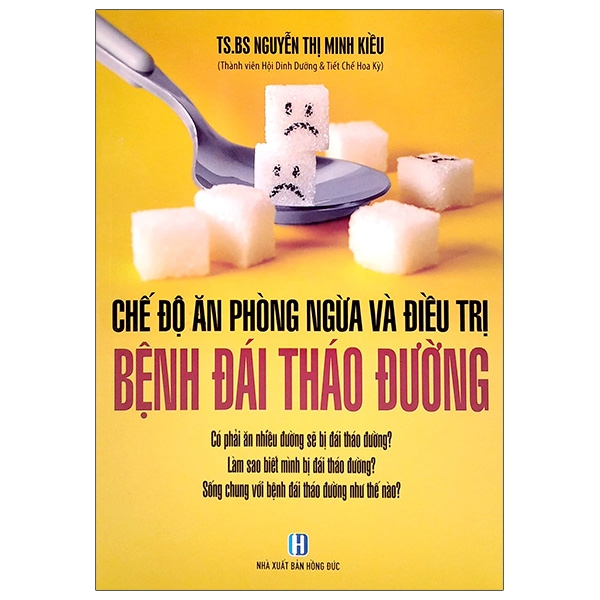 TS.BS NGUYỄN THỊ MINH KIỀU
(Thành viên Hội Dinh Dưỡng & Tiết Chế Hoa Kỳ)
CHẾ ĐỘ ĂN PHÒNG NGỪA VÀ ĐIỀU TRỊ
BỆNH ĐÁI THÁO ĐƯỜNG
Có phải ăn nhiều đường sẽ bị đái tháo đường?
Làm sao biết mình bị đái tháo đường?
Sống chung với bệnh đái tháo đường như thế nào?
NHÀ XUẤT BẢN HỒNG ĐỨC